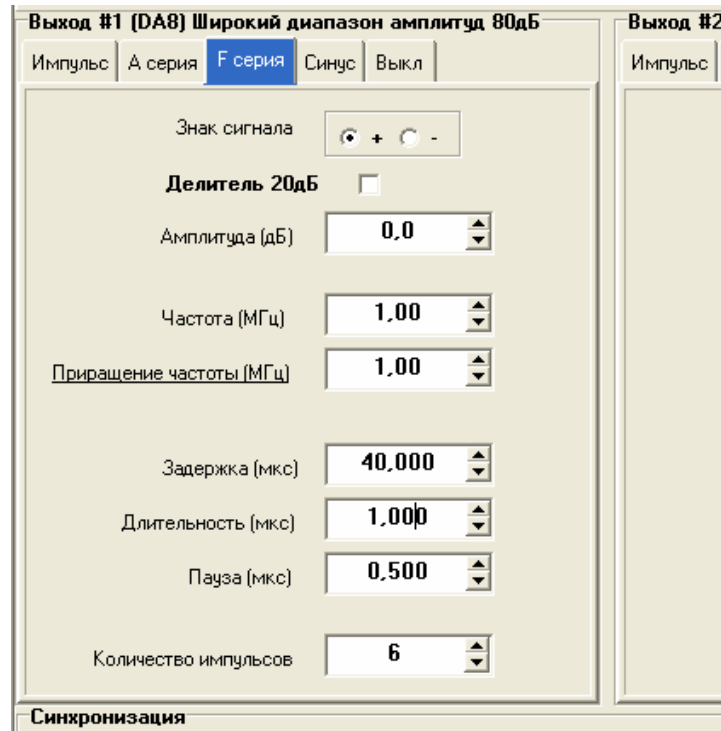 Выход #1 (DA8) Широкий диапазон амплитуд 80дБ
Выход #2
Импульс А серия F серия Синус Выкл
Импульс
Знак сигнала + -
Делитель 20дБ
Амплитуда (дБ) 0,0
Частота (МГц) 1,00
Приращение частоты (МГц) 1,00
Задержка (мкс) 40,000
Длительность (мкс) 1,000
Пауза (мкс) 0,500
Количество импульсов 6
Синхронизация